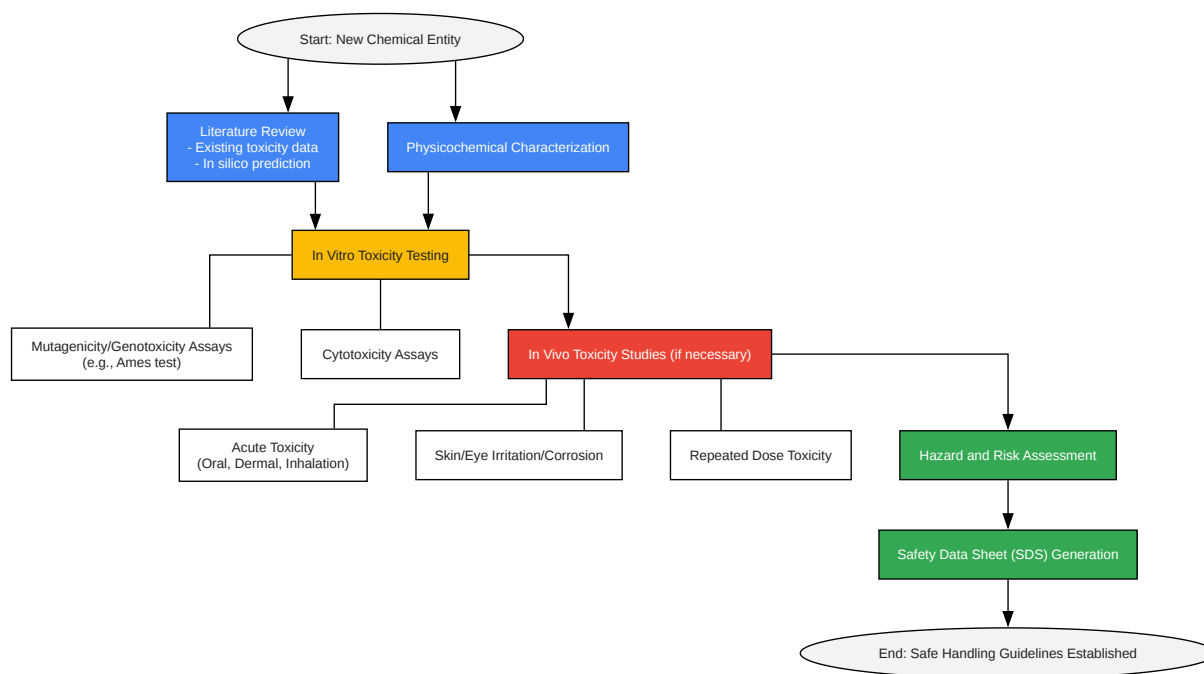 Start: New Chemical Entity
Literature Review
- Existing toxicity data
- In silico prediction
Physicochemical Characterization
In Vitro Toxicity Testing
Mutagenicity/Genotoxicity Assays
(e.g., Ames test)
Cytotoxicity Assays
In Vivo Toxicity Studies (if necessary)
Acute Toxicity
(Oral, Dermal, Inhalation)
Skin/Eye Irritation/Corrosion
Repeated Dose Toxicity
Hazard and Risk Assessment
Safety Data Sheet (SDS) Generation
End: Safe Handling Guidelines Established